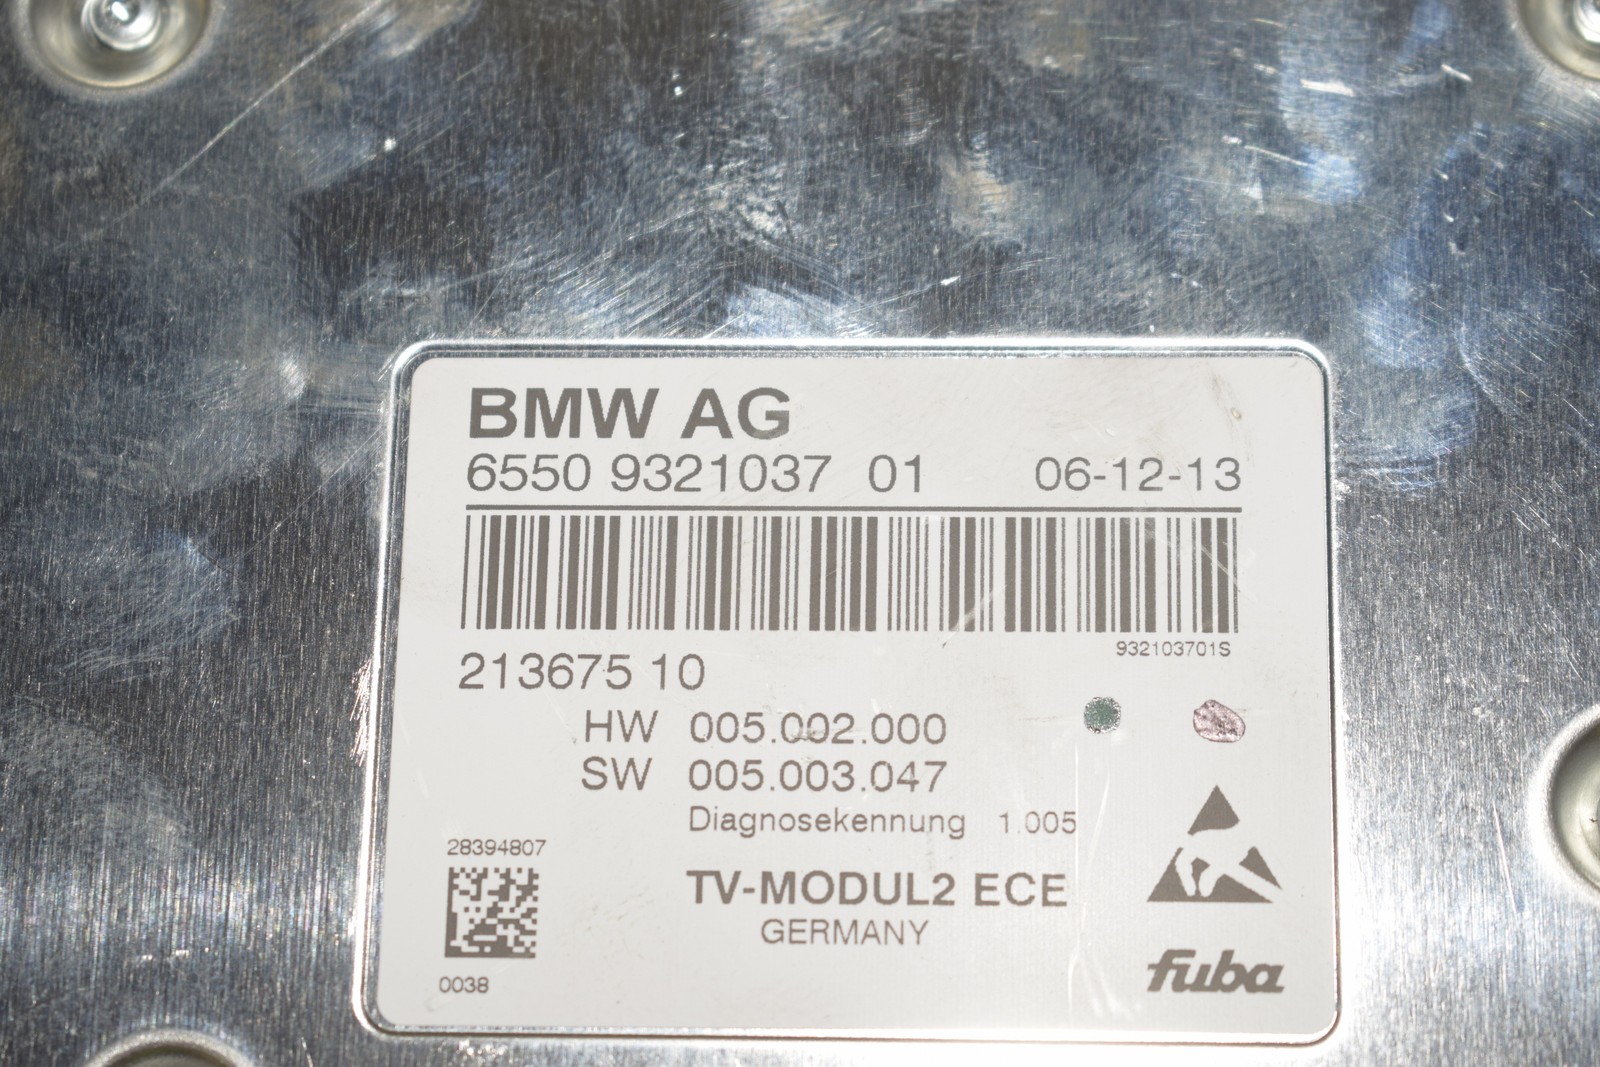 BMW AG
6550 9321037 01 06-12-13
932103701S
213675 10
HW 005.002.000
SW 005.003.047
Diagnosekennung 1.005
28394807
TV-MODUL2 ECE
GERMANY
fuba
0038